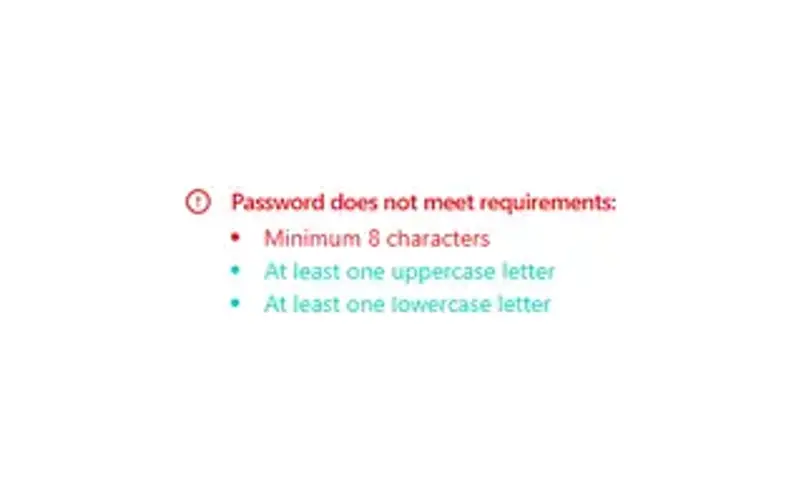 Password does not meet requirements:
• Minimum 8 characters
• At least one uppercase letter
• At least one lowercase letter